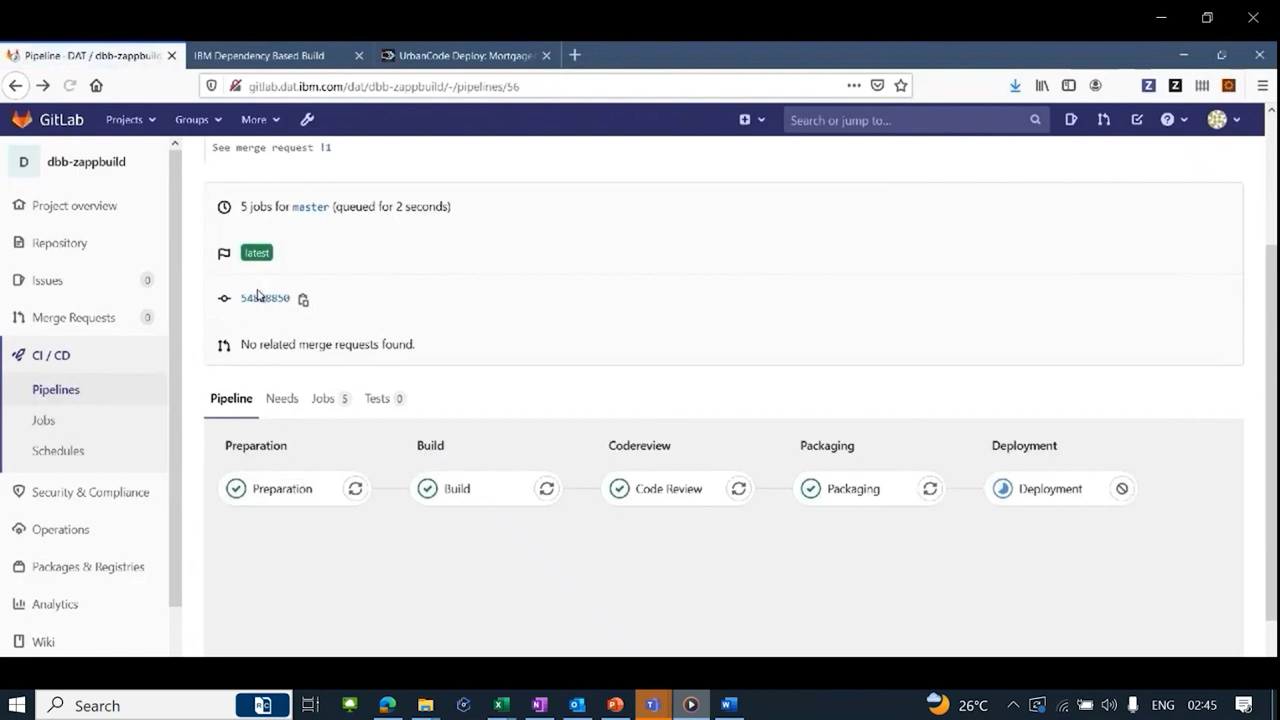 Pipeline · DAT / dbb-zappbuild
IBM Dependency Based Build
UrbanCode Deploy: Mortgage
gitlab.dat.ibm.com/dat/dbb-zappbuild/-/pipelines/56
GitLab
Projects
Groups
More
Search or jump to...
D
dbb-zappbuild
See merge request !1
Project overview
Repository
Issues 0
Merge Requests 0
CI / CD
Pipelines
Jobs
Schedules
Security & Compliance
Operations
Packages & Registries
Analytics
Wiki
5 jobs for master (queued for 2 seconds)
latest
No related merge requests found.
Pipeline Needs Jobs 5 Tests 0
Preparation Build Codereview Packaging Deployment
Preparation Build Code Review Packaging Deployment
Search
26°C
ENG 02:45